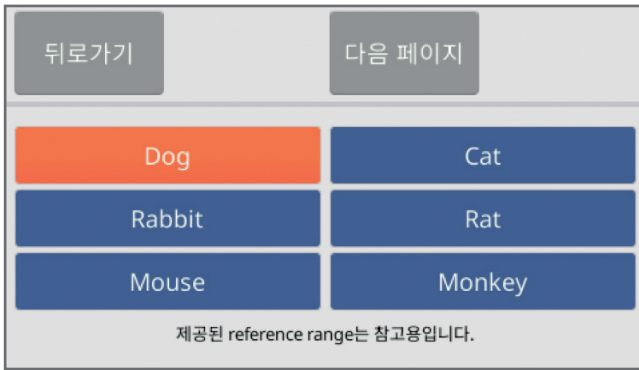 뒤로가기 다음 페이지
Dog Cat
Rabbit Rat
Mouse Monkey
제공된 reference range는 참고용입니다.